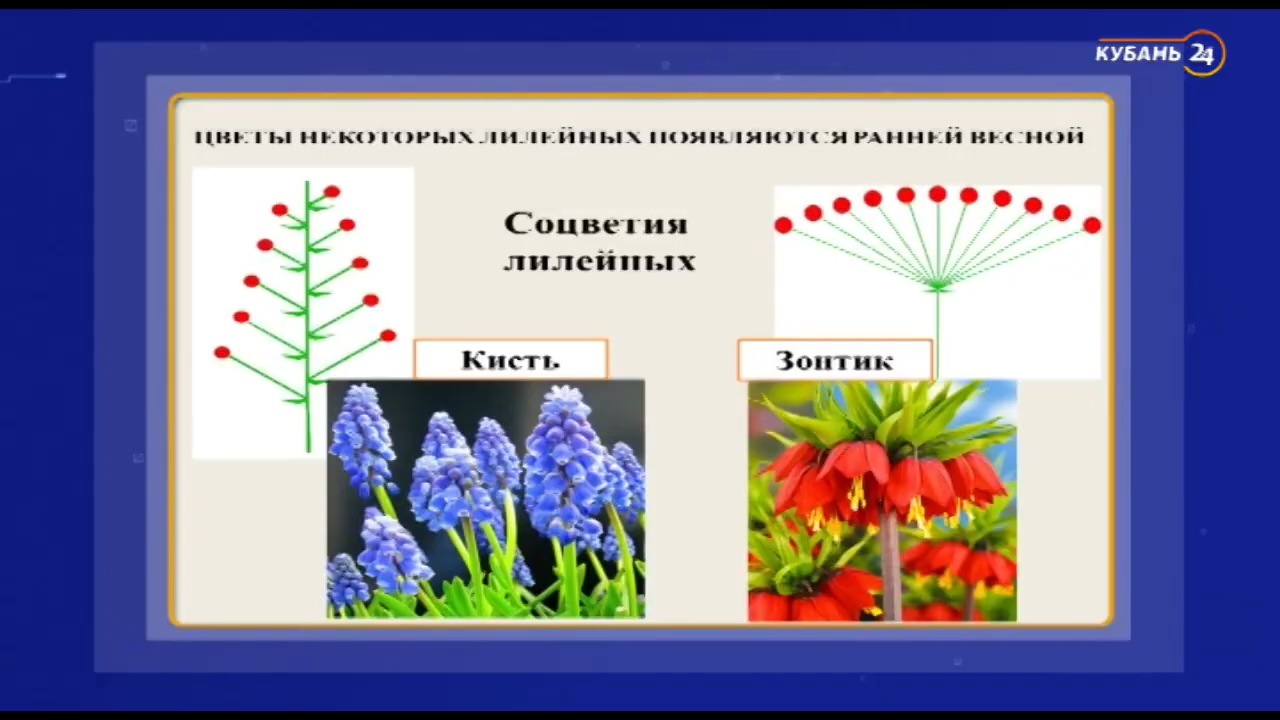 КУБАНЬ 24
ЦВЕТЫ НЕКОТОРЫХ ЛИЛЕЙНЫХ ПОЯВЛЯЮТСЯ РАННЕЙ ВЕСНОЙ
Соцветия
лилейных
Кисть
Зонтик